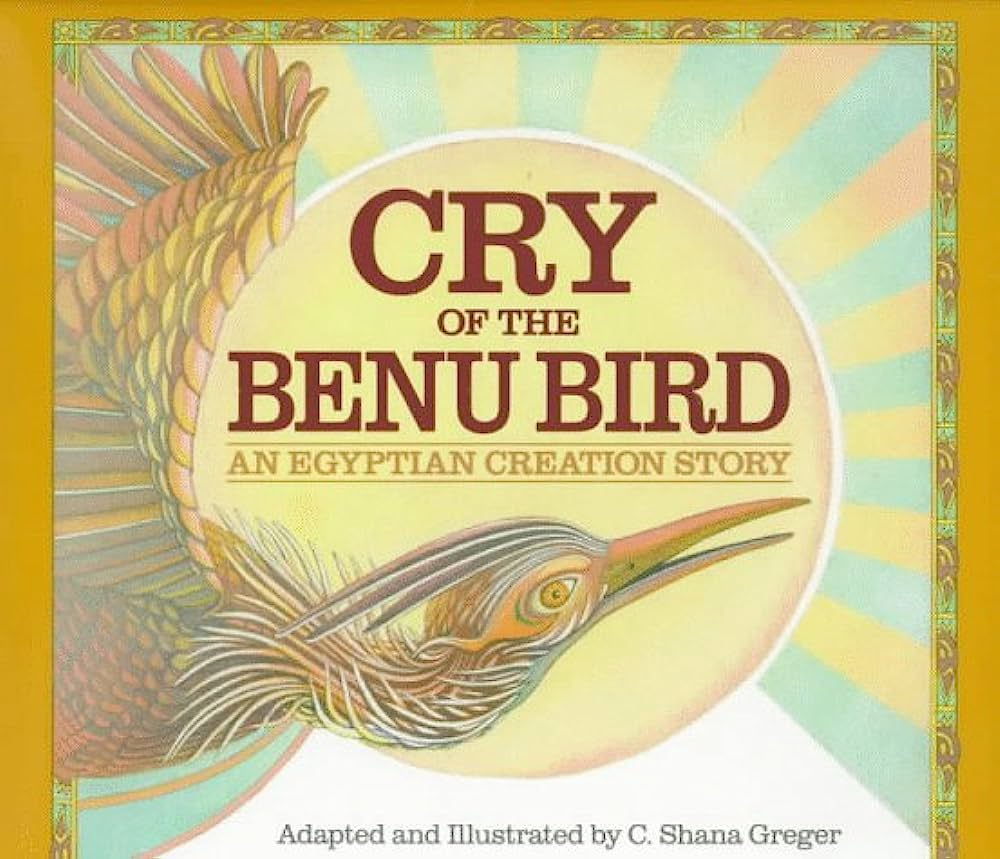 CRY
OF THE
BENU BIRD
AN EGYPTIAN CREATION STORY
Adapted and Illustrated by C. Shana Greger